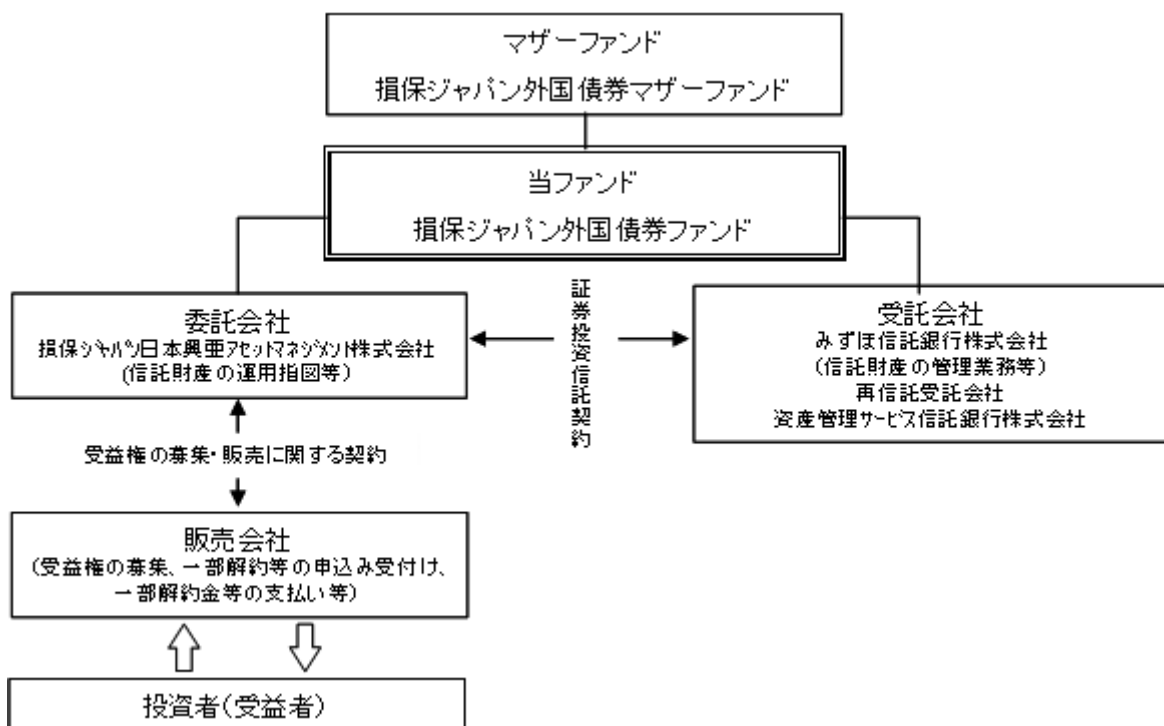 マザーファンド
損保ジャパン外国債券マザーファンド
当ファンド
損保ジャパン外国債券ファンド
委託会社
損保ジャパン日本興亜アセットマネジメント株式会社
(信託財産の運用指図等)
証券投資信託契約
受託会社
みずほ信託銀行株式会社
(信託財産の管理業務等)
再信託受託会社
資産管理サービス信託銀行株式会社
受益権の募集・販売に関する契約
販売会社
(受益権の募集、一部解約等の申込み受付け、
一部解約金等の支払い等)
投資者(受益者)